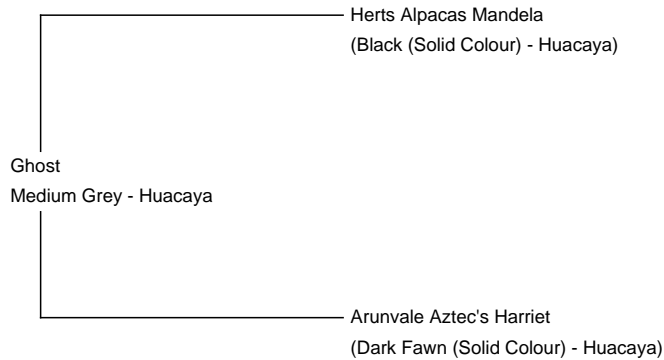 Herts Alpacas Mandela
(Black (Solid Colour) - Huacaya)
Ghost
Medium Grey - Huacaya
Arunvale Aztec's Harriet
(Dark Fawn (Solid Colour) - Huacaya)